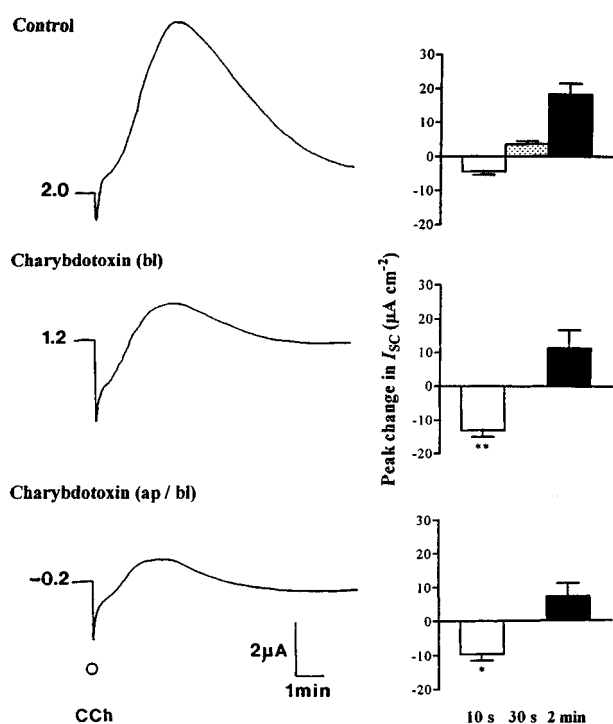 Control
2.0
30
20
10
0
-10
-20
Charybdotoxin (bl)
1.2
30
20
10
0
-10
-20
**
Peak change in ISC (μA cm−2)
Charybdotoxin (ap / bl)
−0.2
2μA
1min
CCh
30
20
10
0
-10
-20
*
10 s 30 s 2 min